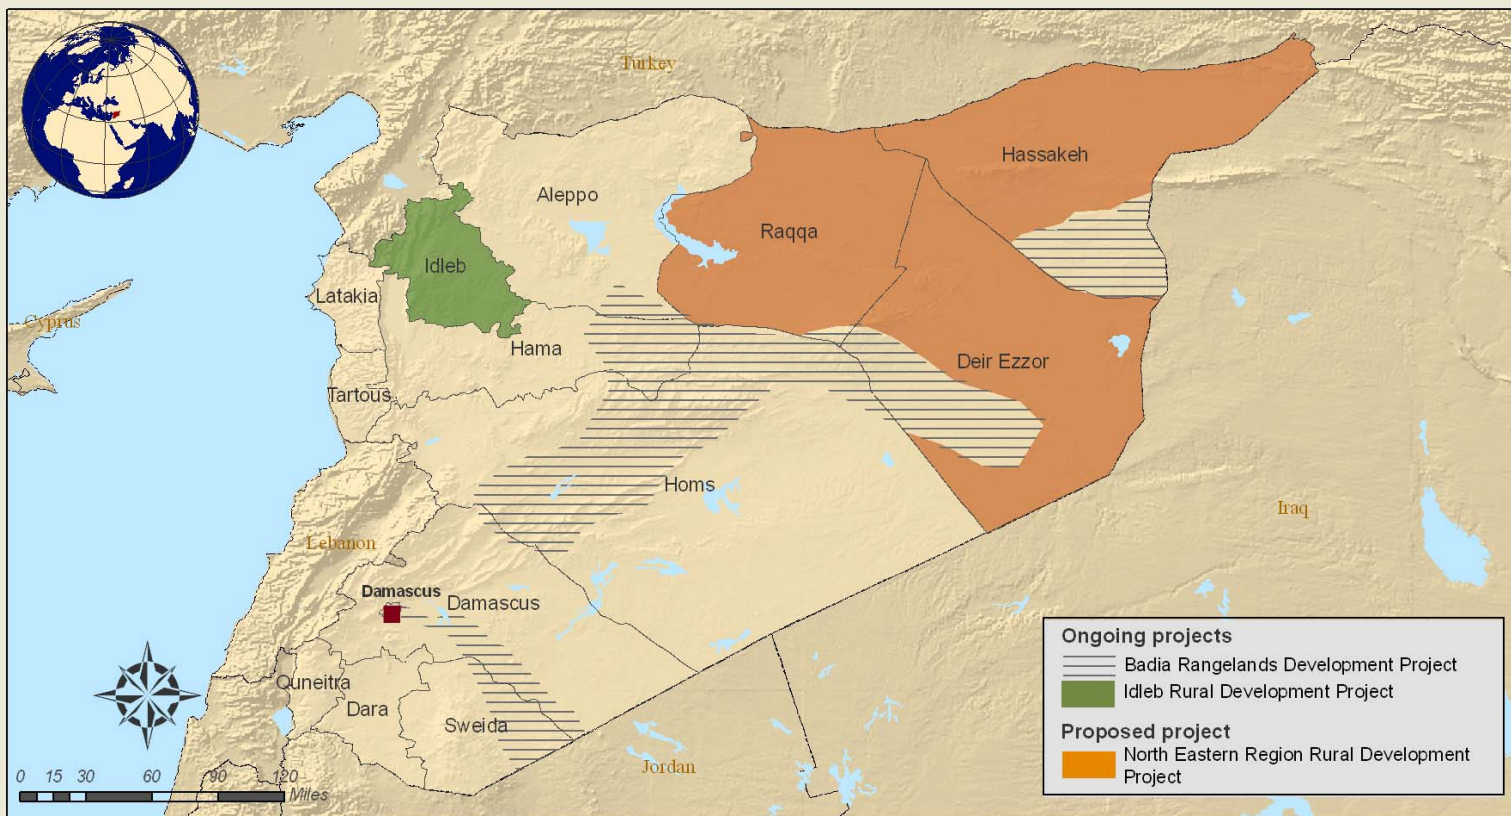 Turkey
Hassakeh
Aleppo
Raqqa
Idleb
Latakia
Cyprus
Hama
Deir Ezzor
Tartous
Homs
Iraq
Lebanon
Damascus
Damascus
Quneitra
Dara
Sweida
Jordan
0 15 30 60 90 120
Miles
Ongoing projects
Badia Rangelands Development Project
Idleb Rural Development Project
Proposed project
North Eastern Region Rural Development
Project